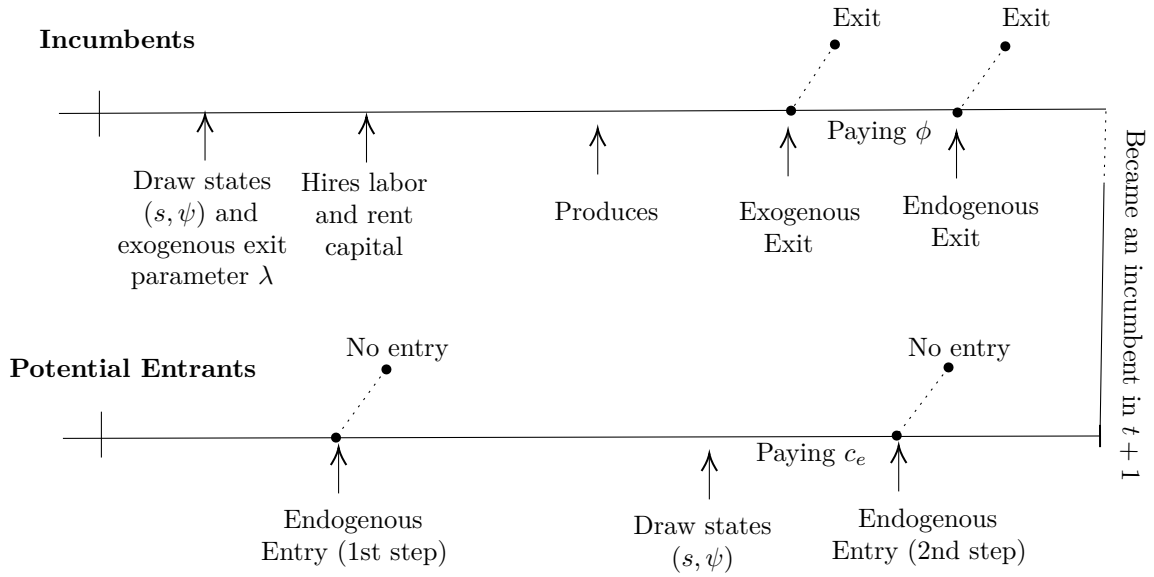 Exit
Exit
Incumbents
Paying ϕ
Draw states
(s, ψ) and
exogenous exit
parameter λ
Hires labor
and rent
capital
Produces
Exogenous
Exit
Endogenous
Exit
Became an incumbent in t + 1
No entry
No entry
Potential Entrants
Paying c_e
Endogenous
Entry (1st step)
Draw states
(s, ψ)
Endogenous
Entry (2nd step)